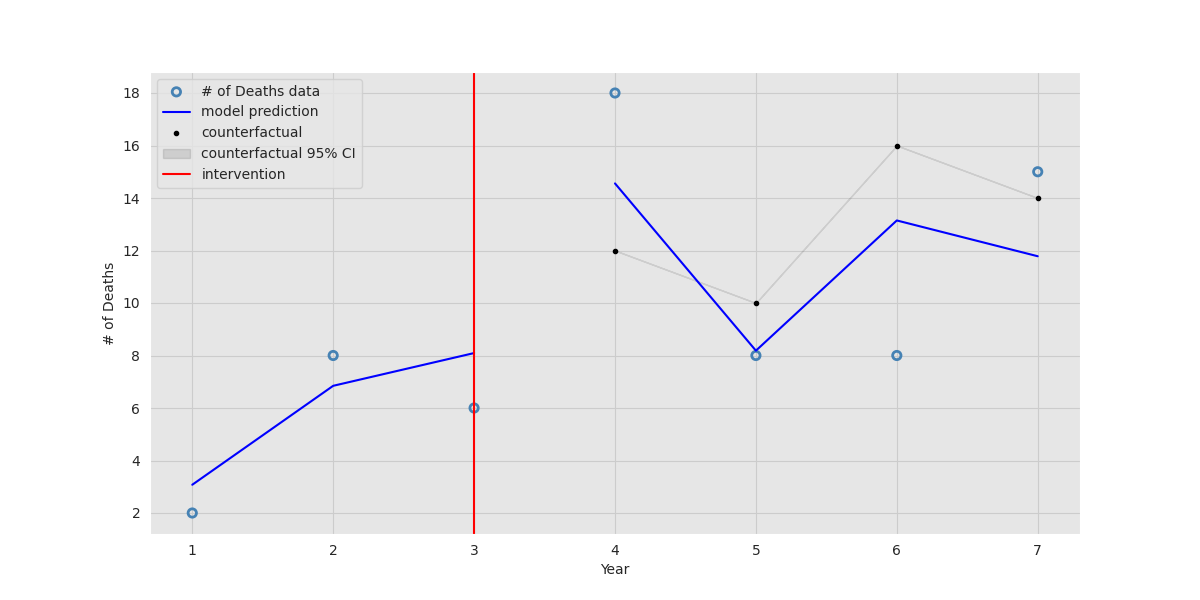 # of Deaths data
model prediction
counterfactual
counterfactual 95% CI
intervention
18
16
14
12
10
8
6
4
2
# of Deaths
1 2 3 4 5 6 7
Year